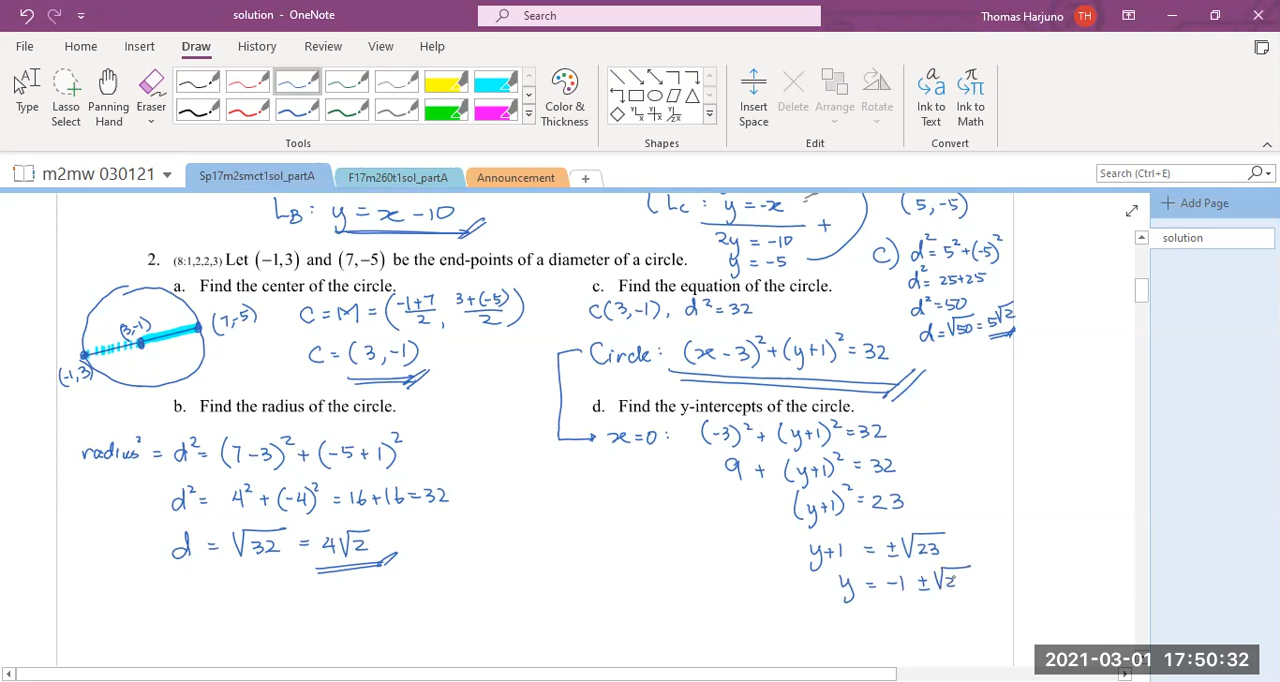 solution - OneNote
Search
Thomas Harjuno TH
File Home Insert Draw View History Review View Help
Type
Lasso Select
Panning Hand
Eraser
Color & Thickness
Insert Space
Delete
Arrange
Rotate
Ink to Text
Ink to Math
Tools
Shapes
Edit
Convert
m2mw 030121
Sp17m2smct1sol_partA
F17m260t1sol_partA
Announcement
Search (Ctrl+E)
Add Page
solution
L_B : y = x - 10
L_C : y = -x
2y = -10
y = -5
+
(5, -5)
c) d² = 5² + (-5)²
d² = 25+25
d² = 50
d = √50 = 5√2
2. (8:1,2,2,3) Let (−1,3) and (7,−5) be the end-points of a diameter of a circle.
a. Find the center of the circle.
(3,-1)
(7,-5)
(-1,3)
C = M = ( -1+7 / 2 , 3+(-5) / 2 )
C = (3, -1)
b. Find the radius of the circle.
radius² = d² = (7-3)² + (-5+1)²
d² = 4² + (-4)² = 16+16 = 32
d = √32 = 4√2
c. Find the equation of the circle.
C(3,-1), d² = 32
Circle: (x-3)² + (y+1)² = 32
d. Find the y-intercepts of the circle.
x=0: (-3)² + (y+1)² = 32
9 + (y+1)² = 32
(y+1)² = 23
y+1 = ±√23
y = -1 ±√2
2021-03-01 17:50:32